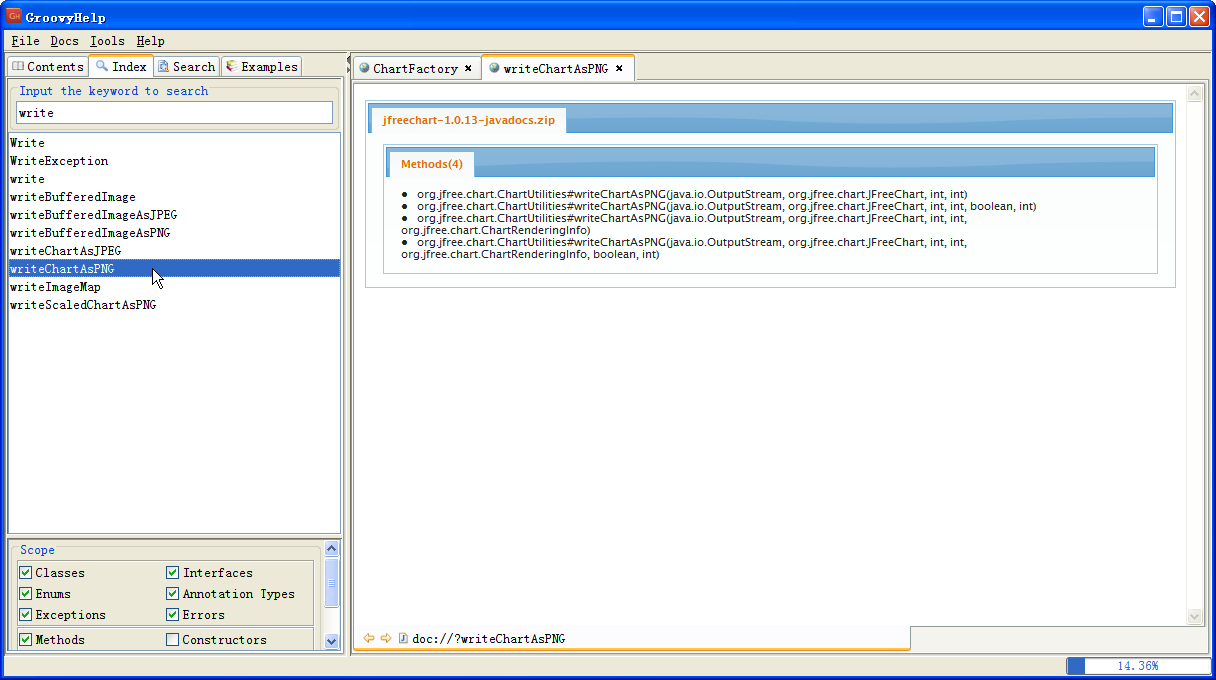 GroovyHelp
File Docs Tools Help
Contents Index Search Examples
Input the keyword to search
write
Write
WriteException
write
writeBufferedImage
writeBufferedImageAsJPEG
writeBufferedImageAsPNG
writeChartAsJPEG
writeChartAsPNG
writeImageMap
writeScaledChartAsPNG
Scope
Classes Interfaces
Enums Annotation Types
Exceptions Errors
Methods Constructors
ChartFactory writeChartAsPNG
jfreechart-1.0.13-javadocs.zip
Methods(4)
• org.jfree.chart.ChartUtilities#writeChartAsPNG(java.io.OutputStream, org.jfree.chart.JFreeChart, int, int)
• org.jfree.chart.ChartUtilities#writeChartAsPNG(java.io.OutputStream, org.jfree.chart.JFreeChart, int, int, boolean, int)
• org.jfree.chart.ChartUtilities#writeChartAsPNG(java.io.OutputStream, org.jfree.chart.JFreeChart, int, int,
org.jfree.chart.ChartRenderingInfo)
• org.jfree.chart.ChartUtilities#writeChartAsPNG(java.io.OutputStream, org.jfree.chart.JFreeChart, int, int,
org.jfree.chart.ChartRenderingInfo, boolean, int)
doc://?writeChartAsPNG
14.36%